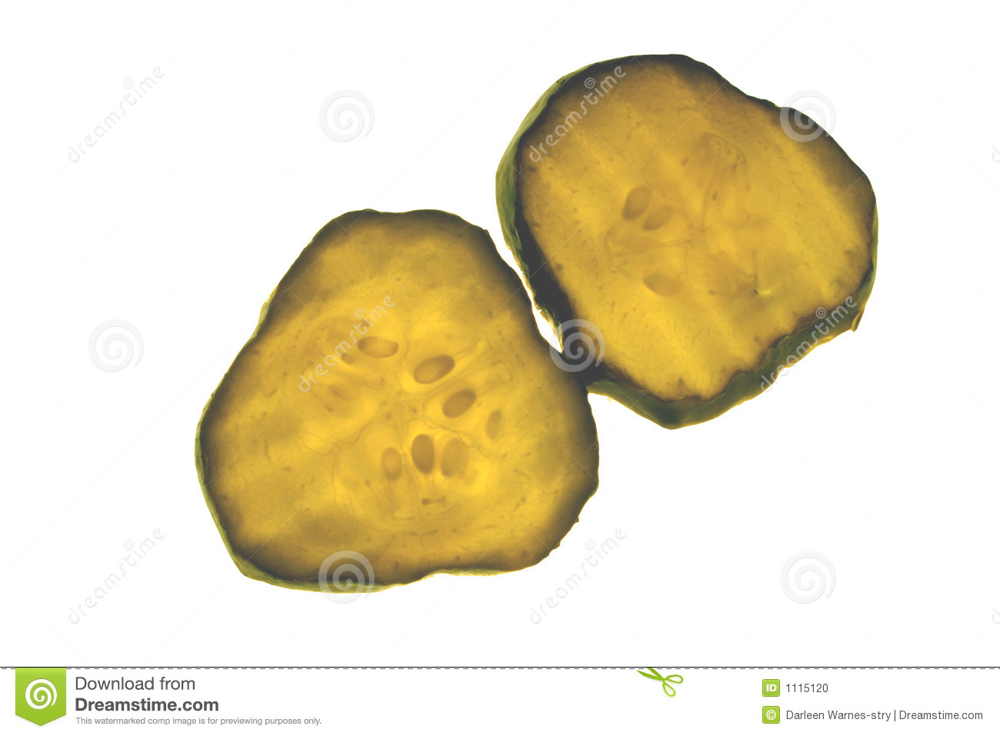 dreamstime
dreamstime
dreamstime
dreamstime
dreamstime
dreamstime
Download from
Dreamstime.com
This watermarked comp image is for previewing purposes only.
ID 1115120
© Darleen Warnes-stry | Dreamstime.com